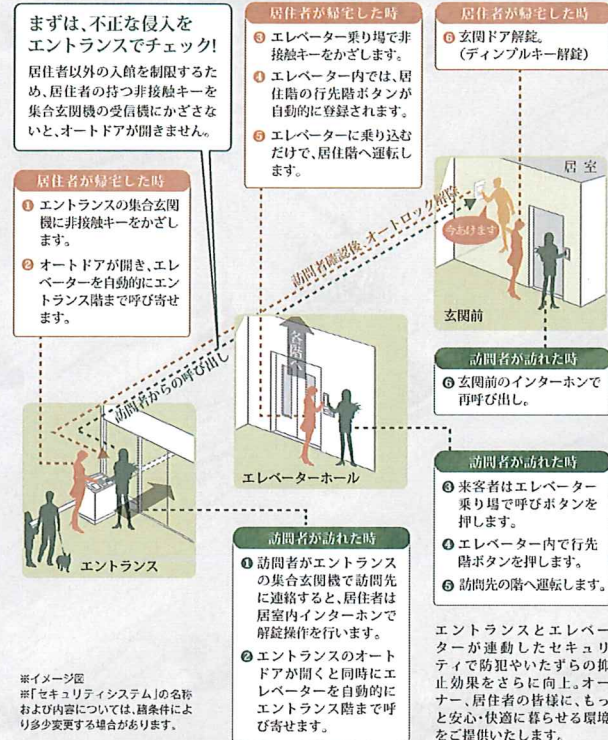 まずは、不正な侵入を
エントランスでチェック!
居住者以外の入館を制限するた
め、居住者の持つ非接触キーを
集合玄関機の受信機にかざさな
いと、オートドアが開きません。
居住者が帰宅した時
❶ エントランスの集合玄関
機に非接触キーをかざし
ます。
❷ オートドアが開き、エレ
ベーターを自動的にエン
トランス階まで呼び寄せ
ます。
居住者が帰宅した時
❸ エレベーター乗り場で非
接触キーをかざします。
❹ エレベーター内では、居
住階の行先階ボタンが
自動的に登録されます。
❺ エレベーターに乗り込む
だけで、居住階へ運転し
ます。
居住者が帰宅した時
❻ 玄関ドア解錠。
(ディンプルキー解錠)
居室
今あけます
玄関前
訪問者確認後、オートロック解除
訪問者からの呼び出し
各階へ
エレベーターホール
エントランス
訪問者が訪れた時
❻ 玄関前のインターホンで
再呼び出し。
訪問者が訪れた時
❸ 来客者はエレベーター
乗り場で呼びボタンを
押します。
❹ エレベーター内で行先
階ボタンを押します。
❺ 訪問先の階へ運転します。
訪問者が訪れた時
❶ 訪問者がエントランス
の集合玄関機で訪問先
に連絡すると、居住者は
居室内インターホンで
解錠操作を行います。
❷ エントランスのオート
ドアが開くと同時にエ
レベーターを自動的に
エントランス階まで呼
び寄せます。
エントランスとエレベー
ターが連動したセキュリ
ティで防犯やいたずらの抑
止効果をさらに向上。オー
ナー、居住者の皆様に、もっ
と安心・快適に暮らせる環境
をご提供いたします。
※イメージ図
※「セキュリティシステム」の名称
および内容については、諸条件によ
り多少変更する場合があります。